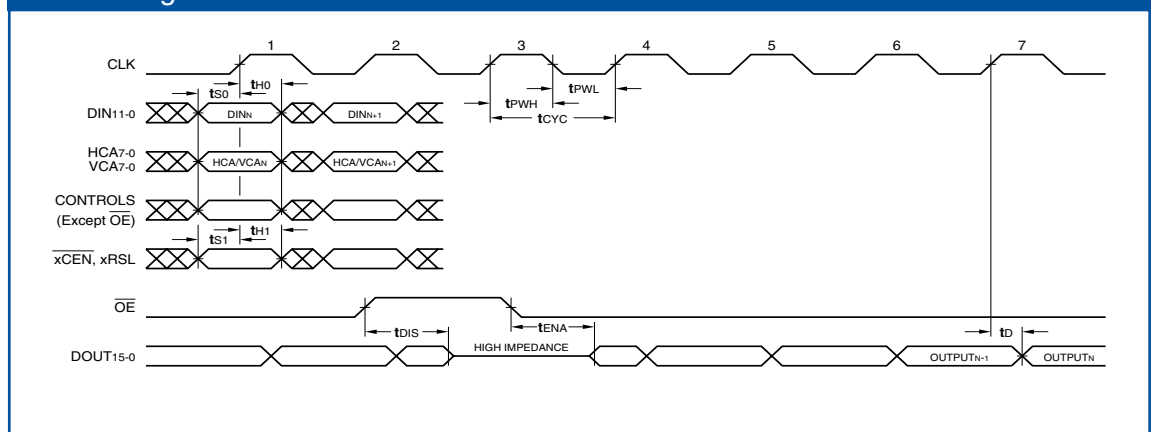 1 2 3 4 5 6 7
CLK
tS0 tH0
tPWH tPWL
tCYC
DIN11-0 DINN DINN+1
HCA7-0
VCA7-0 HCA/VCAN HCA/VCAN+1
CONTROLS
(Except OE)
tS1 tH1
xCEN, xRSL
OE
tDIS tENA tD
DOUT15-0 HIGH IMPEDANCE OUTPUTN-1 OUTPUTN